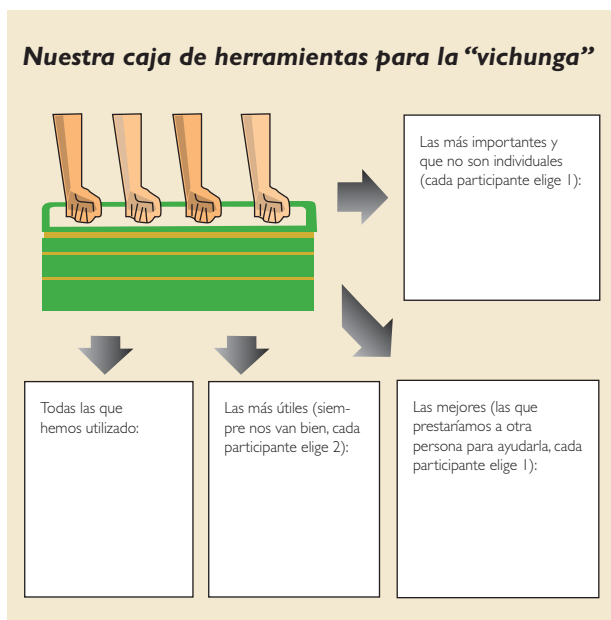 Nuestra caja de herramientas para la “vichunga”
Las más importantes y
que no son individuales
(cada participante elige 1):
Todas las que
hemos utilizado:
Las más útiles (siem-
pre nos van bien, cada
participante elige 2):
Las mejores (las que
prestaríamos a otra
persona para ayudarla, cada
participante elige 1):